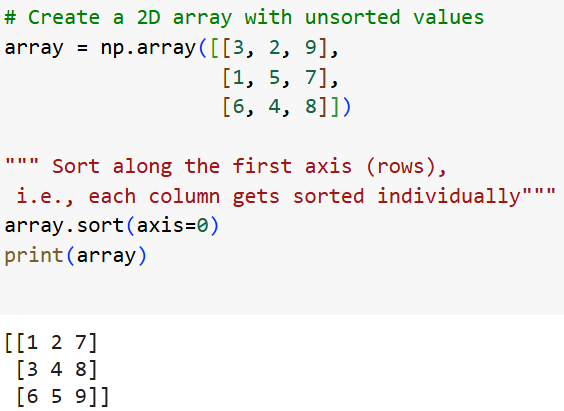 # Create a 2D array with unsorted values
array = np.array([[3, 2, 9],
                  [1, 5, 7],
                  [6, 4, 8]])

""" Sort along the first axis (rows),
 i.e., each column gets sorted individually"""
array.sort(axis=0)
print(array)

[[1 2 7]
 [3 4 8]
 [6 5 9]]